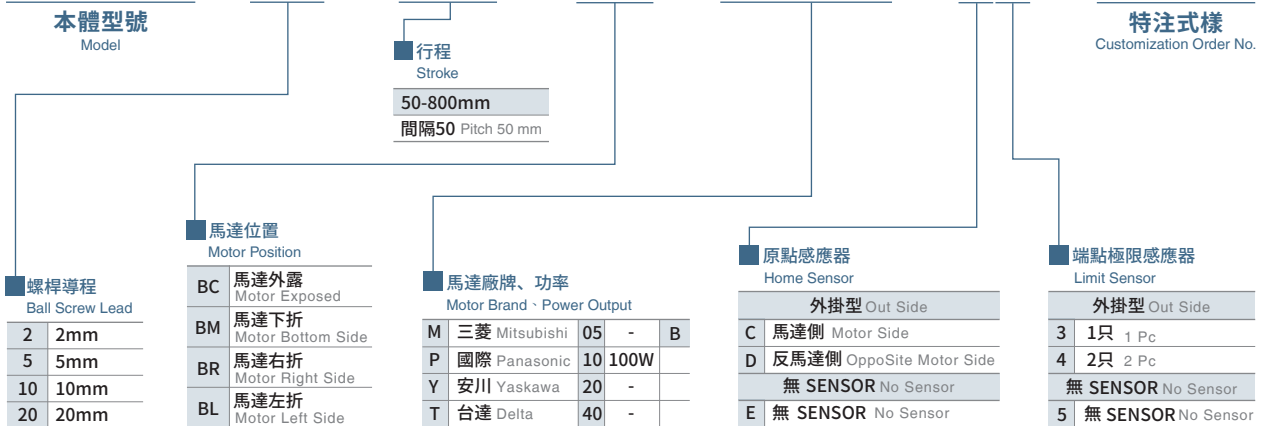 本體型號
Model
特注式樣
Customization Order No.
行程
Stroke
50-800mm
間隔50 Pitch 50 mm
馬達位置
Motor Position
BC 馬達外露
Motor Exposed
BM 馬達下折
Motor Bottom Side
BR 馬達右折
Motor Right Side
BL 馬達左折
Motor Left Side
螺桿導程
Ball Screw Lead
2 2mm
5 5mm
10 10mm
20 20mm
馬達廠牌、功率
Motor Brand、Power Output
M 三菱 Mitsubishi 05 - B
P 國際 Panasonic 10 100W
Y 安川 Yaskawa 20 -
T 台達 Delta 40 -
原點感應器
Home Sensor
外掛型 Out Side
C 馬達側 Motor Side
D 反馬達側 OppoSite Motor Side
無 SENSOR No Sensor
E 無 SENSOR No Sensor
端點極限感應器
Limit Sensor
外掛型 Out Side
3 1只 1 Pc
4 2只 2 Pc
無 SENSOR No Sensor
5 無 SENSOR No Sensor